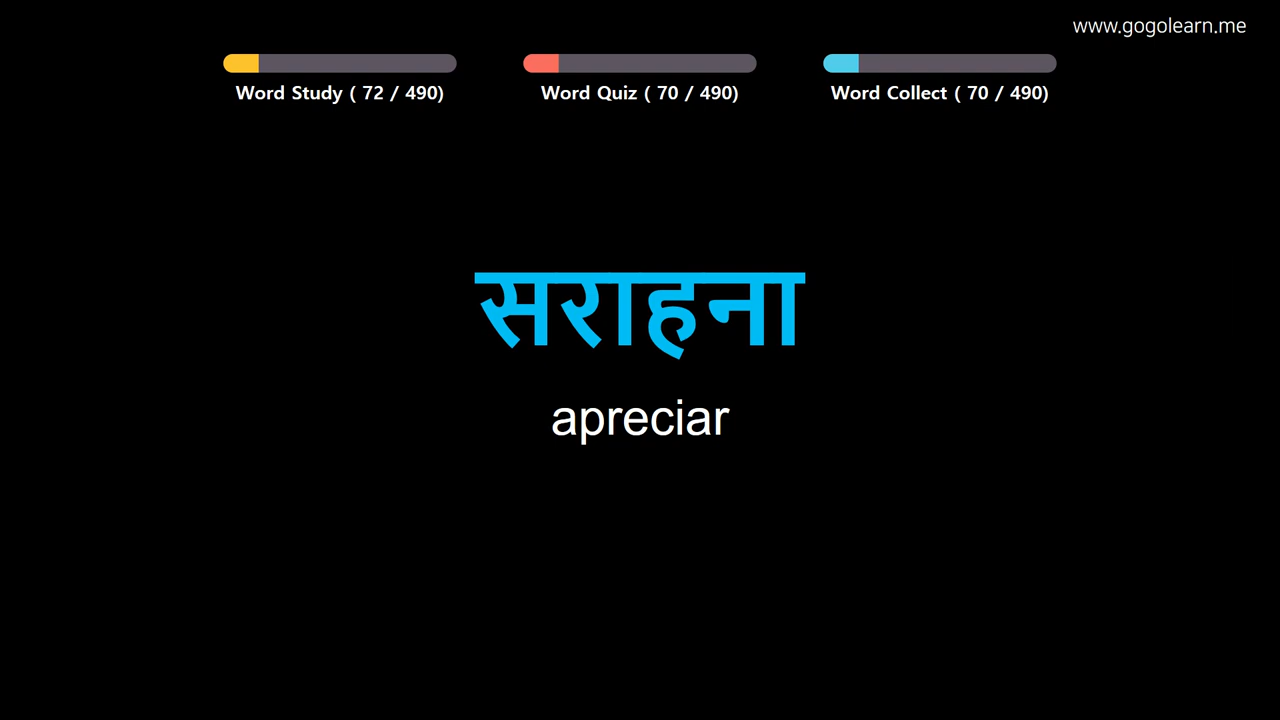 www.gogolearn.me
Word Study ( 72 / 490)
Word Quiz ( 70 / 490)
Word Collect ( 70 / 490)
सराहना
apreciar